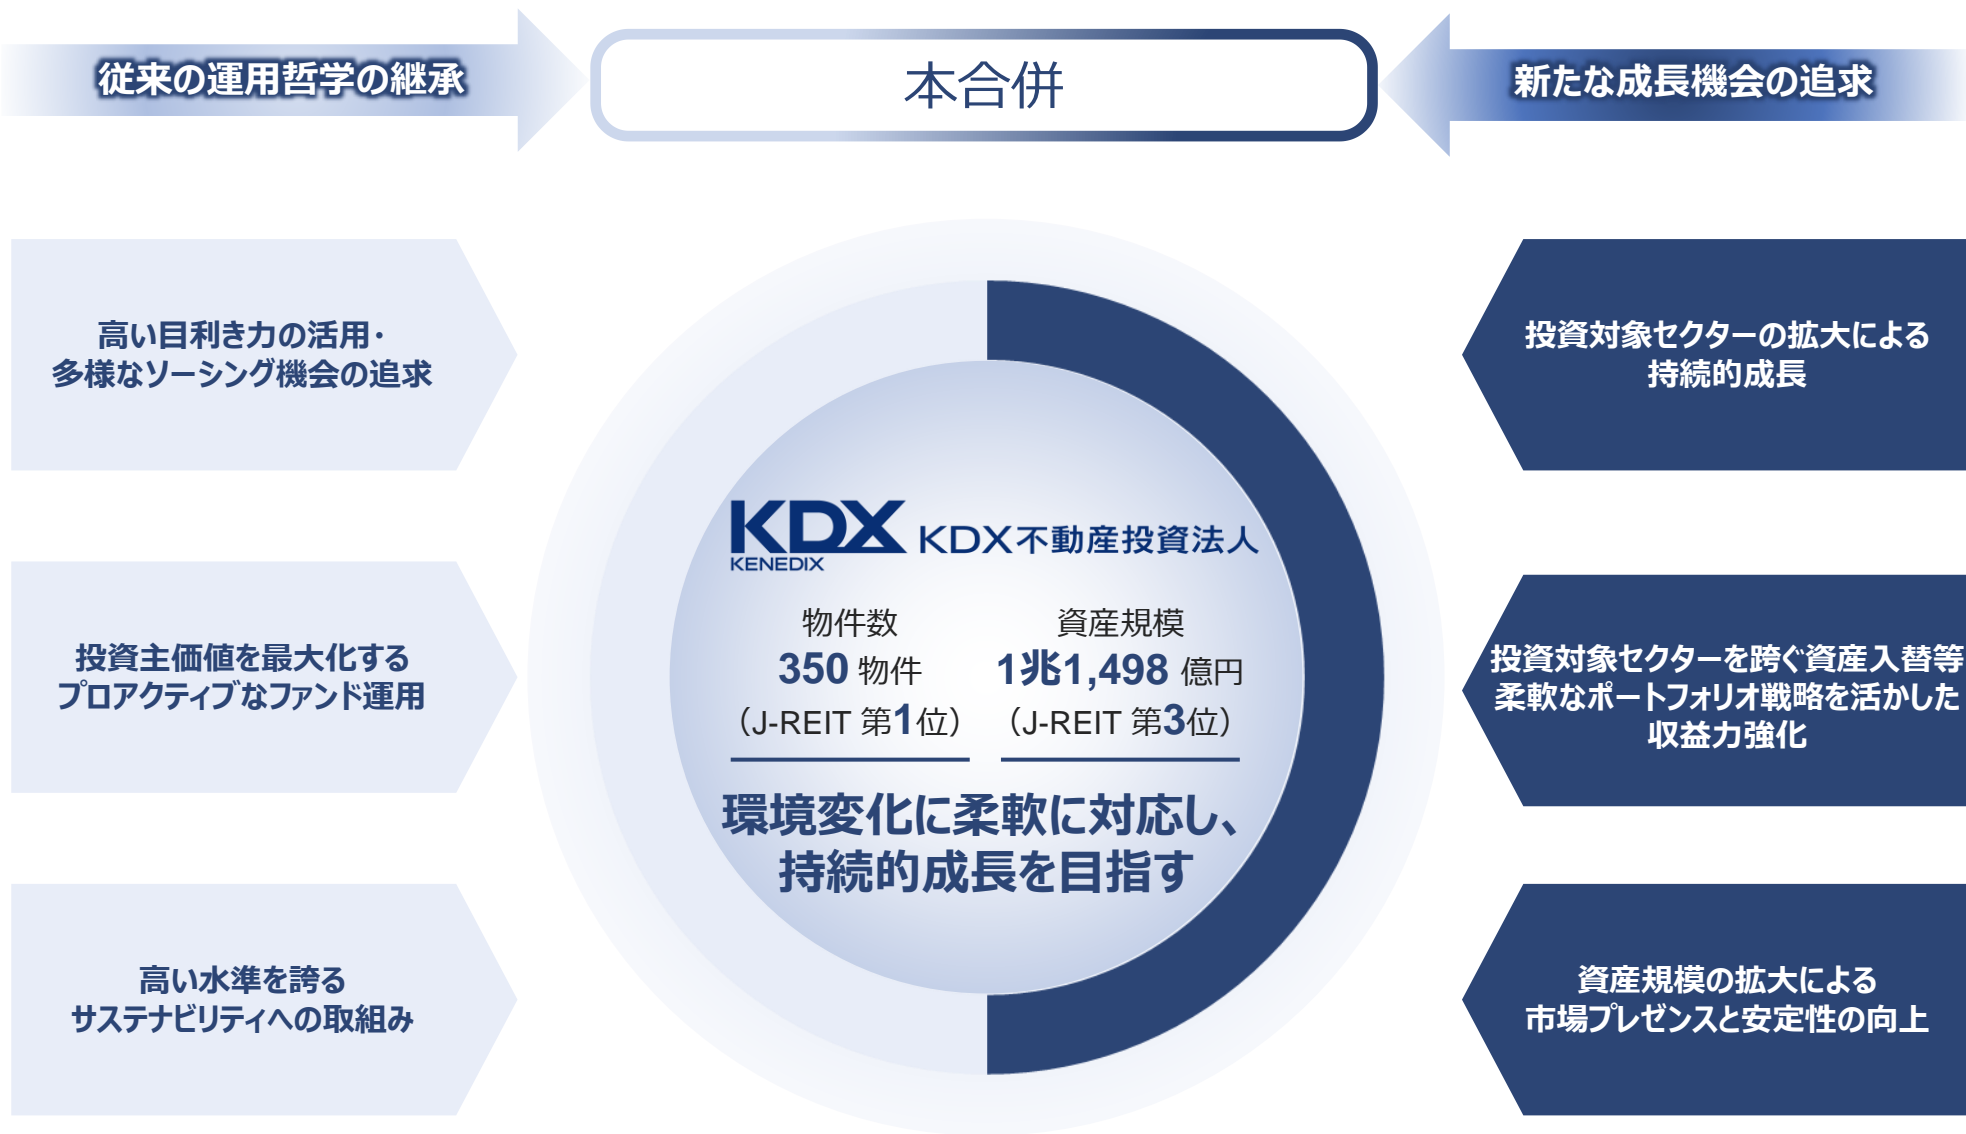 従来の運用哲学の継承
本合併
新たな成長機会の追求
高い目利き力の活用・
多様なソーシング機会の追求
投資主価値を最大化する
プロアクティブなファンド運用
高い水準を誇る
サステナビリティへの取組み
KDX
KENEDIX
KDX不動産投資法人
物件数
350 物件
（J-REIT 第1位）
資産規模
1兆1,498 億円
（J-REIT 第3位）
環境変化に柔軟に対応し、
持続的成長を目指す
投資対象セクターの拡大による
持続的成長
投資対象セクターを跨ぐ資産入替等
柔軟なポートフォリオ戦略を活かした
収益力強化
資産規模の拡大による
市場プレゼンスと安定性の向上